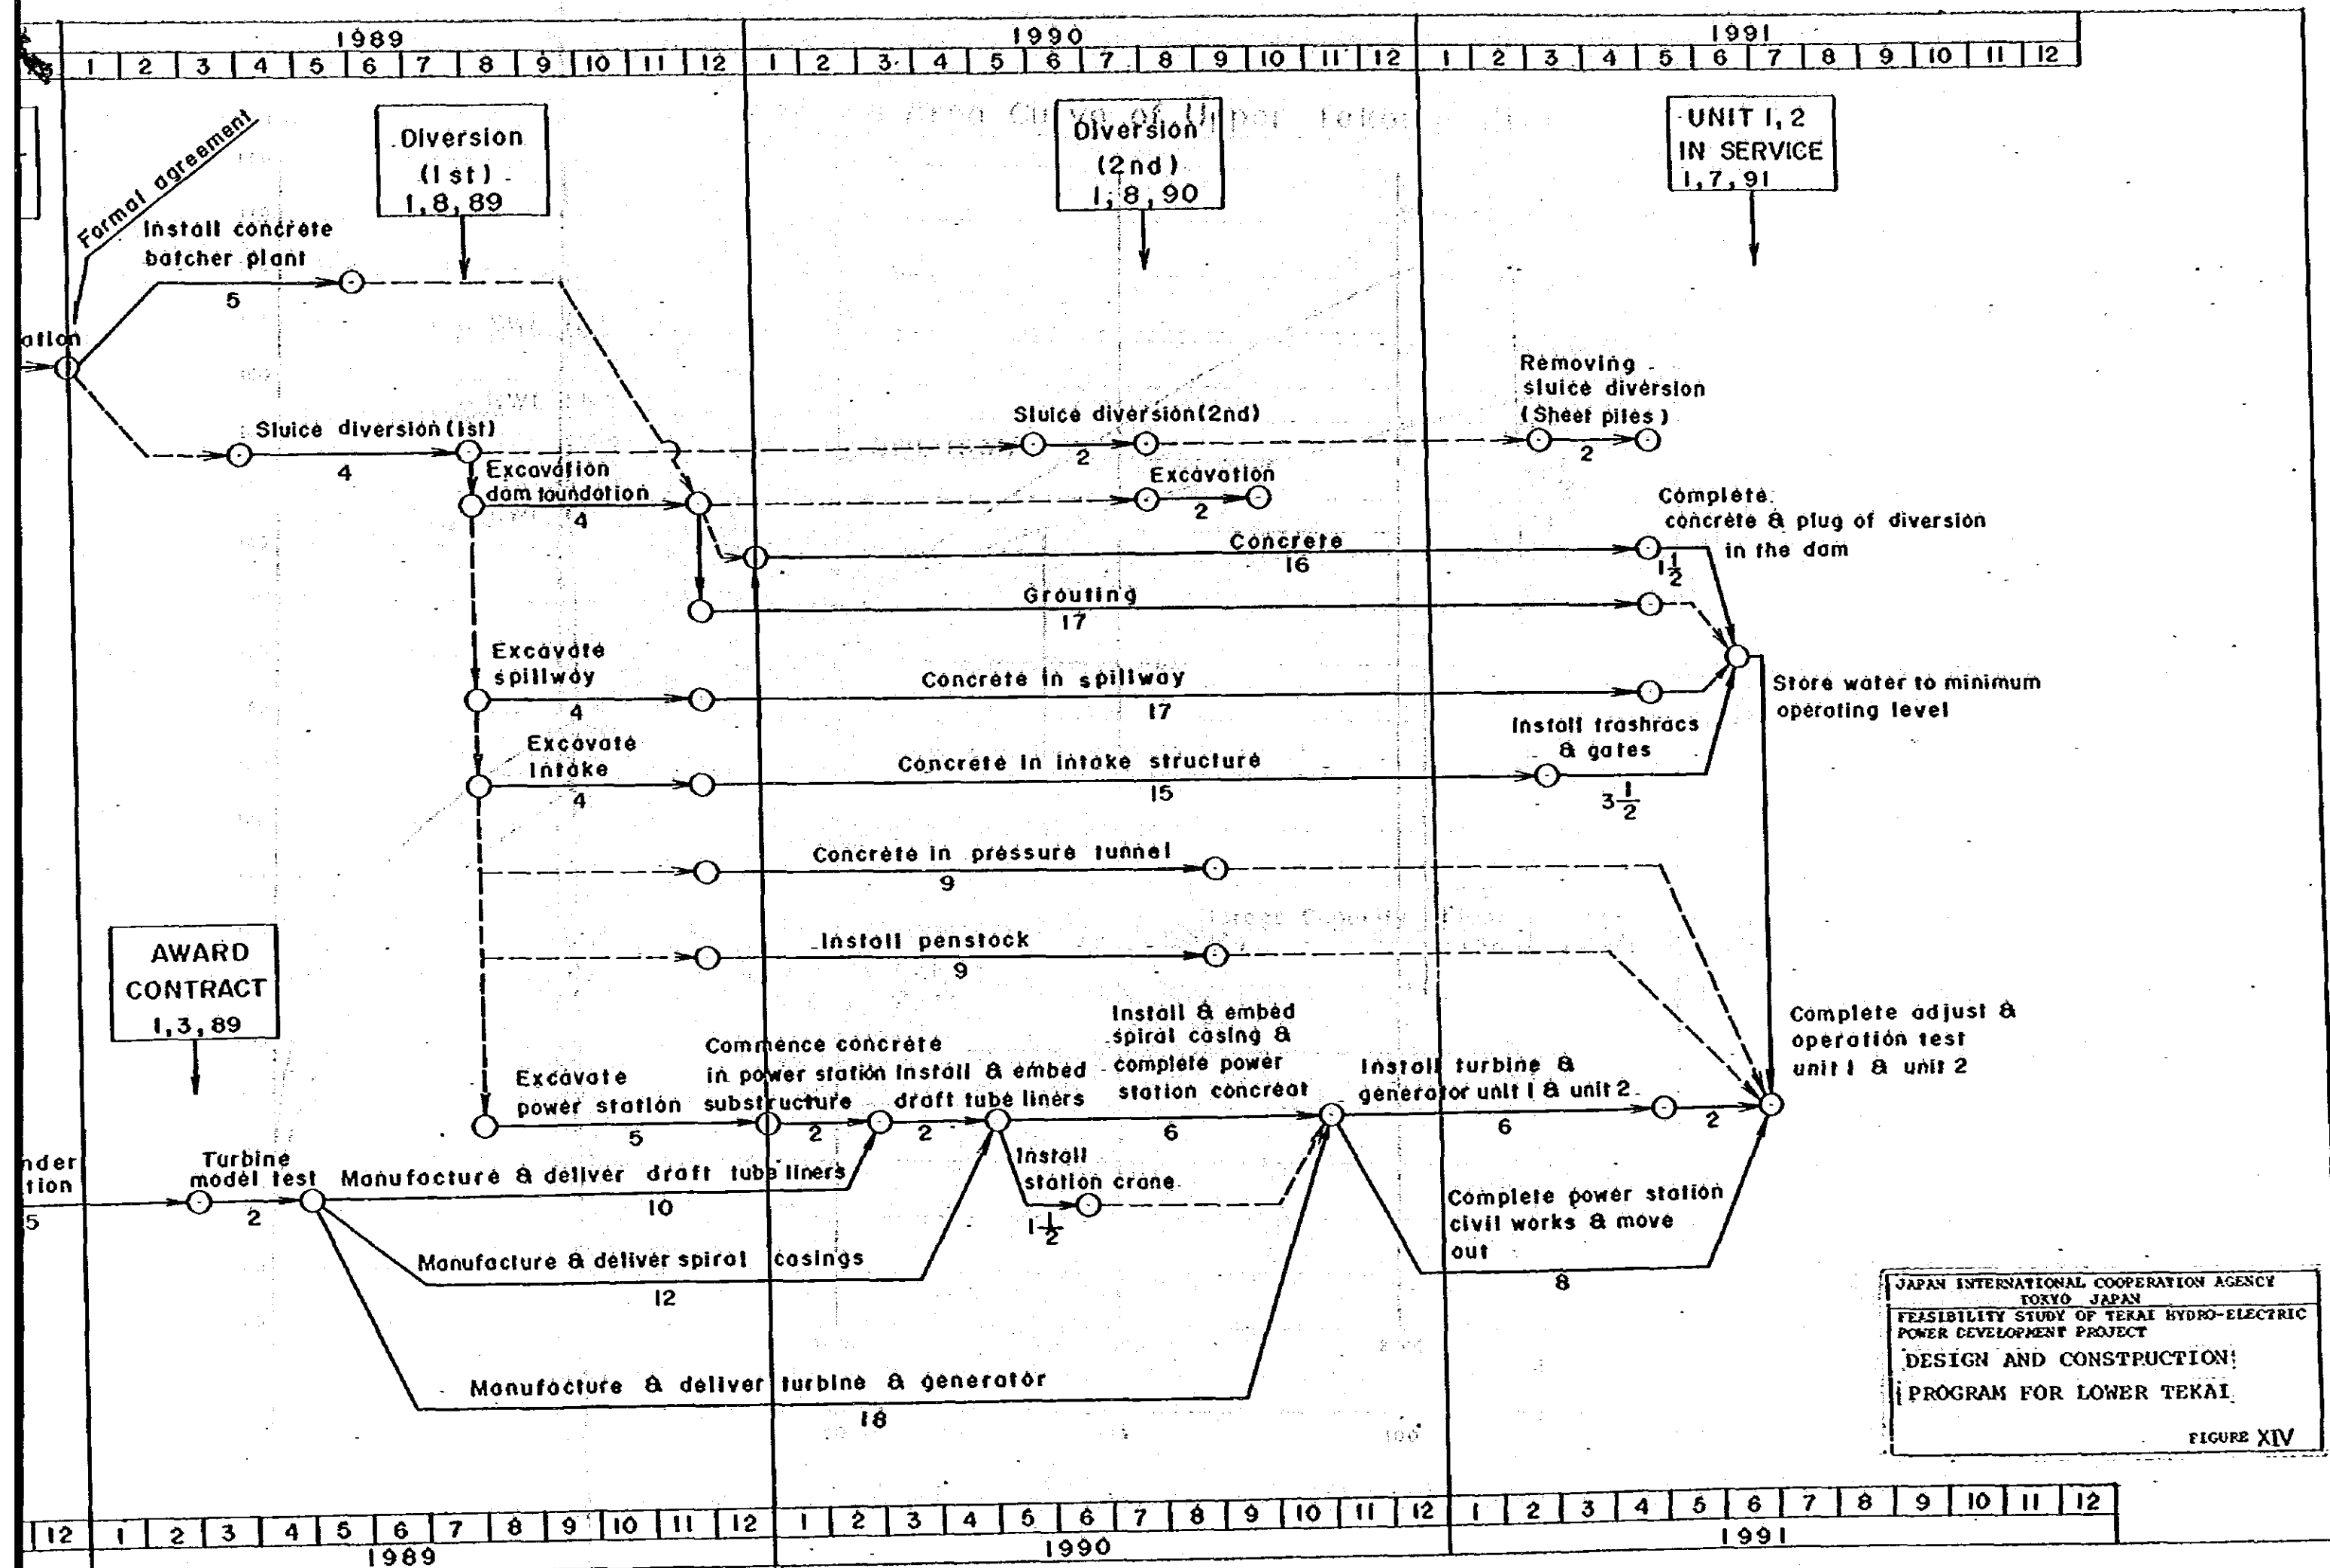 1989 1990 1991
1 2 3 4 5 6 7 8 9 10 11 12 1 2 3 4 5 6 7 8 9 10 11 12 1 2 3 4 5 6 7 8 9 10 11 12
Formal agreement
Diversion
(1st)
1,8,89
Diversion
(2nd)
1,8,90
UNIT 1, 2
IN SERVICE
1,7,91
Install concrete
batcher plant
5
ation
Sluice diversion (1st)
4
Sluice diversion (2nd)
2
Removing
sluice diversion
(Sheet piles)
2
Excavation
dam foundation
4
Excavation
2
Concrete
16
Complete
concrete & plug of diversion
in the dam
1 1/2
Grouting
17
Excavate
spillway
4
Concrete in spillway
17
Store water to minimum
operating level
Excavate
Intake
4
Concrete in intake structure
15
Install trashracs
& gates
3 1/2
Concrete in pressure tunnel
9
Install penstock
9
AWARD
CONTRACT
1,3,89
Excavate
power station
5
Commence concrete
in power station
substructure
2
Install & embed
draft tube liners
2
Install & embed
spiral casing &
complete power
station concreat
6
Install turbine &
generator unit 1 & unit 2
6
2
Complete adjust &
operation test
unit 1 & unit 2
nder
tion
5
Turbine
model test
2
Manufacture & deliver draft tube liners
10
Install
station crane
1 1/2
Complete power station
civil works & move
out
8
Manufacture & deliver spiral casings
12
Manufacture & deliver turbine & generator
18
JAPAN INTERNATIONAL COOPERATION AGENCY
TOKYO JAPAN
FEASIBILITY STUDY OF TEKAI HYDRO-ELECTRIC
POWER DEVELOPMENT PROJECT
DESIGN AND CONSTRUCTION
PROGRAM FOR LOWER TEKAI
FIGURE XIV
12 1 2 3 4 5 6 7 8 9 10 11 12 1 2 3 4 5 6 7 8 9 10 11 12 1 2 3 4 5 6 7 8 9 10 11 12
1989 1990 1991